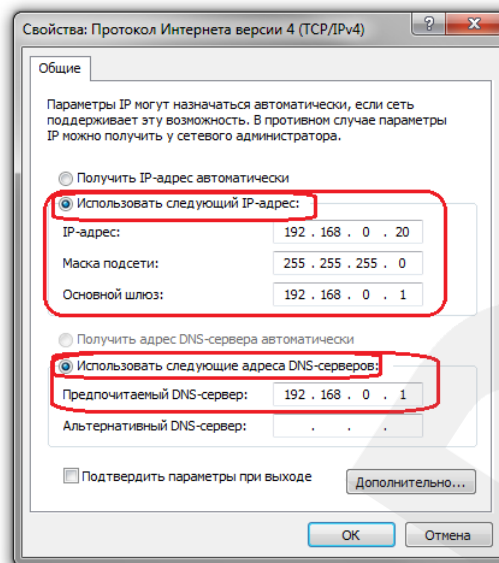 Свойства: Протокол Интернета версии 4 (TCP/IPv4)
Общие
Параметры IP могут назначаться автоматически, если сеть
поддерживает эту возможность. В противном случае параметры
IP можно получить у сетевого администратора.
Получить IP-адрес автоматически
Использовать следующий IP-адрес:
IP-адрес: 192 . 168 . 0 . 20
Маска подсети: 255 . 255 . 255 . 0
Основной шлюз: 192 . 168 . 0 . 1
Получить адрес DNS-сервера автоматически
Использовать следующие адреса DNS-серверов:
Предпочитаемый DNS-сервер: 192 . 168 . 0 . 1
Альтернативный DNS-сервер: . . .
Подтвердить параметры при выходе
Дополнительно...
ОК Отмена